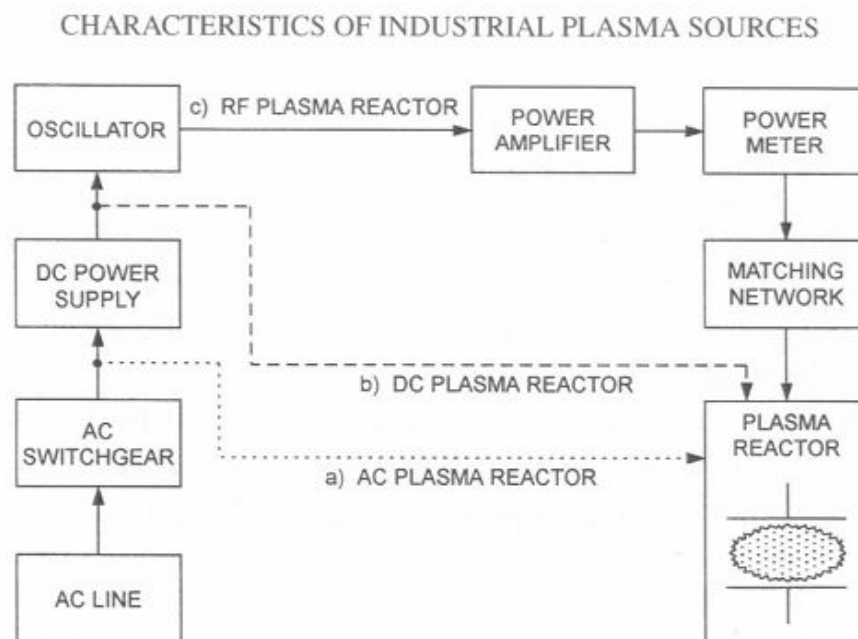 CHARACTERISTICS OF INDUSTRIAL PLASMA SOURCES
OSCILLATOR
c) RF PLASMA REACTOR
POWER
AMPLIFIER
POWER
METER
DC POWER
SUPPLY
MATCHING
NETWORK
b) DC PLASMA REACTOR
AC
SWITCHGEAR
PLASMA
REACTOR
a) AC PLASMA REACTOR
AC LINE